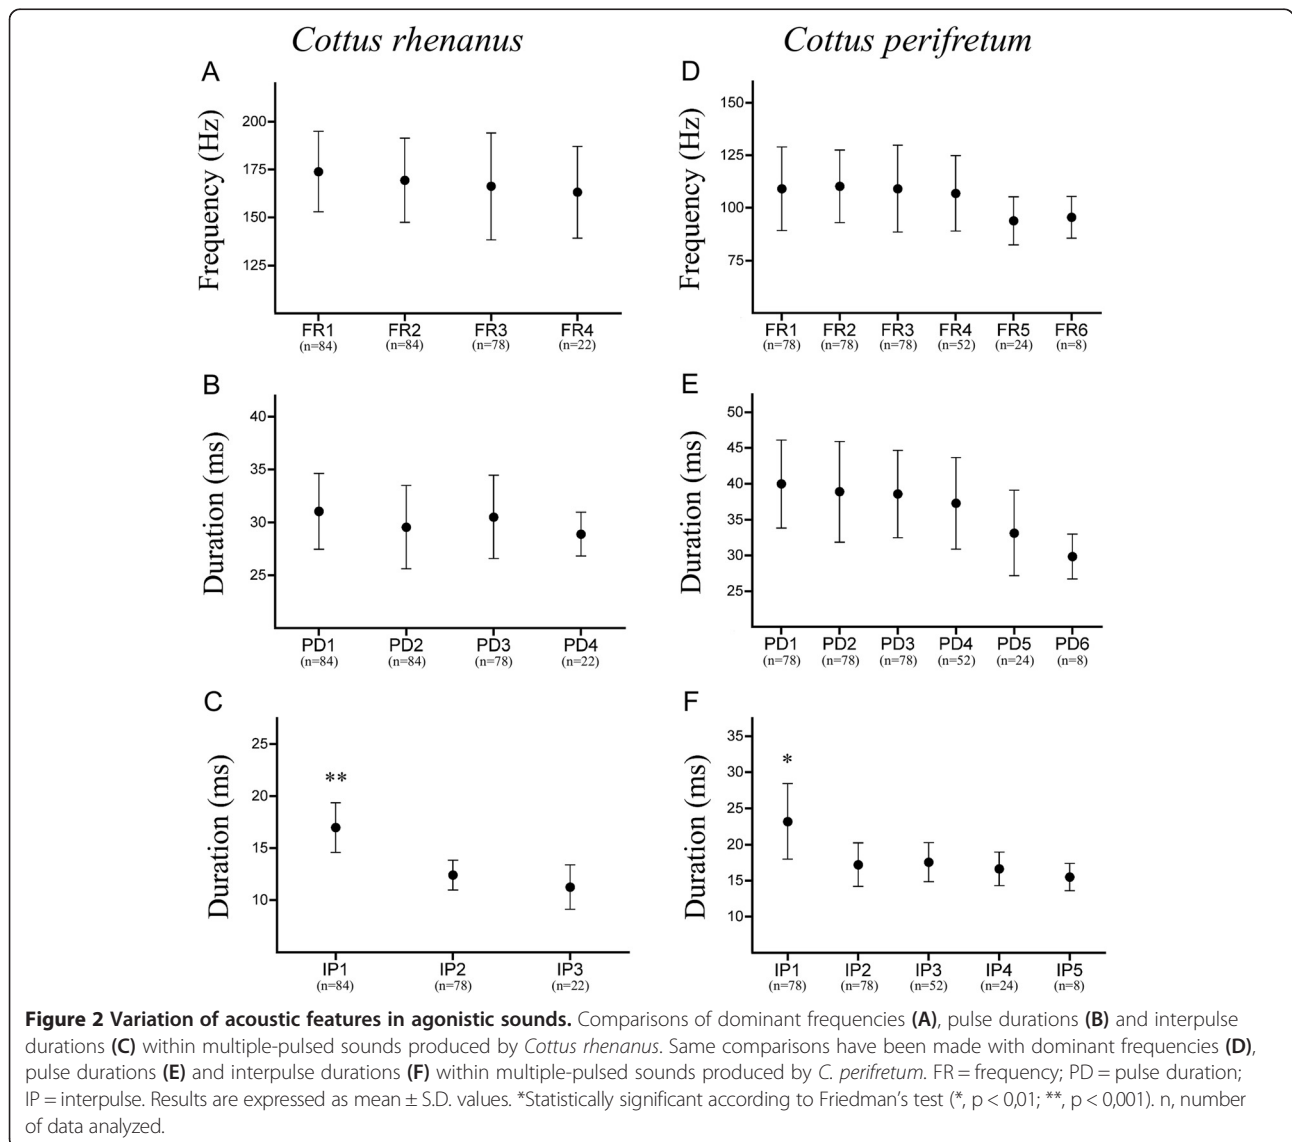 Cottus rhenanus
Cottus perifretum
A
Frequency (Hz)
200
175
150
125
FR1 FR2 FR3 FR4
(n=84) (n=84) (n=78) (n=22)
D
Frequency (Hz)
150
125
100
75
FR1 FR2 FR3 FR4 FR5 FR6
(n=78) (n=78) (n=78) (n=52) (n=24) (n=8)
B
Duration (ms)
40
35
30
25
PD1 PD2 PD3 PD4
(n=84) (n=84) (n=78) (n=22)
E
Duration (ms)
50
45
40
35
30
25
PD1 PD2 PD3 PD4 PD5 PD6
(n=78) (n=78) (n=78) (n=52) (n=24) (n=8)
C
Duration (ms)
25
20
15
10
**
IP1 IP2 IP3
(n=84) (n=78) (n=22)
F
Duration (ms)
35
30
25
20
15
10
*
IP1 IP2 IP3 IP4 IP5
(n=78) (n=78) (n=52) (n=24) (n=8)
Figure 2 Variation of acoustic features in agonistic sounds. Comparisons of dominant frequencies (A), pulse durations (B) and interpulse
durations (C) within multiple-pulsed sounds produced by Cottus rhenanus. Same comparisons have been made with dominant frequencies (D),
pulse durations (E) and interpulse durations (F) within multiple-pulsed sounds produced by C. perifretum. FR = frequency; PD = pulse duration;
IP = interpulse. Results are expressed as mean ± S.D. values. *Statistically significant according to Friedman's test (*, p < 0,01; **, p < 0,001). n, number
of data analyzed.